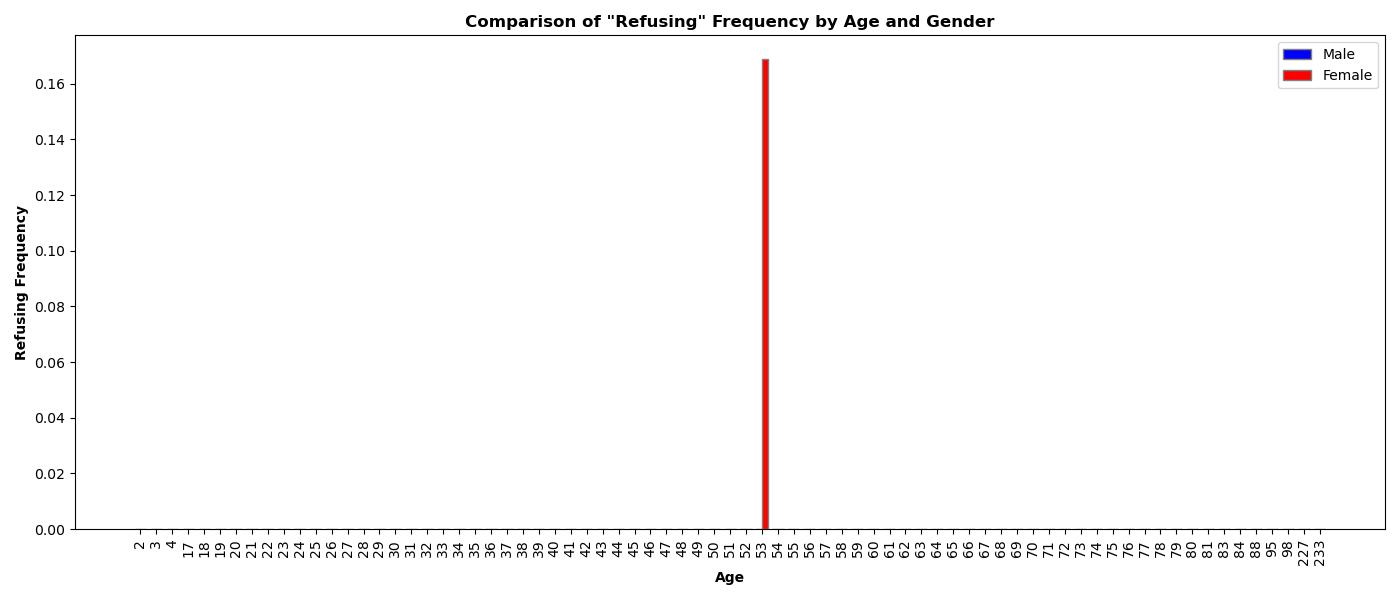 Comparison of "Refusing" Frequency by Age and Gender
Male
Female
0.16
0.14
0.12
0.10
0.08
0.06
0.04
0.02
0.00
Refusing Frequency
2 3 4 17 18 19 20 21 22 23 24 25 26 27 28 29 30 31 32 33 34 35 36 37 38 39 40 41 42 43 44 45 46 47 48 49 50 51 52 53 54 55 56 57 58 59 60 61 62 63 64 65 66 67 68 69 70 71 72 73 74 75 76 77 78 79 80 81 83 84 88 95 98 227 233
Age